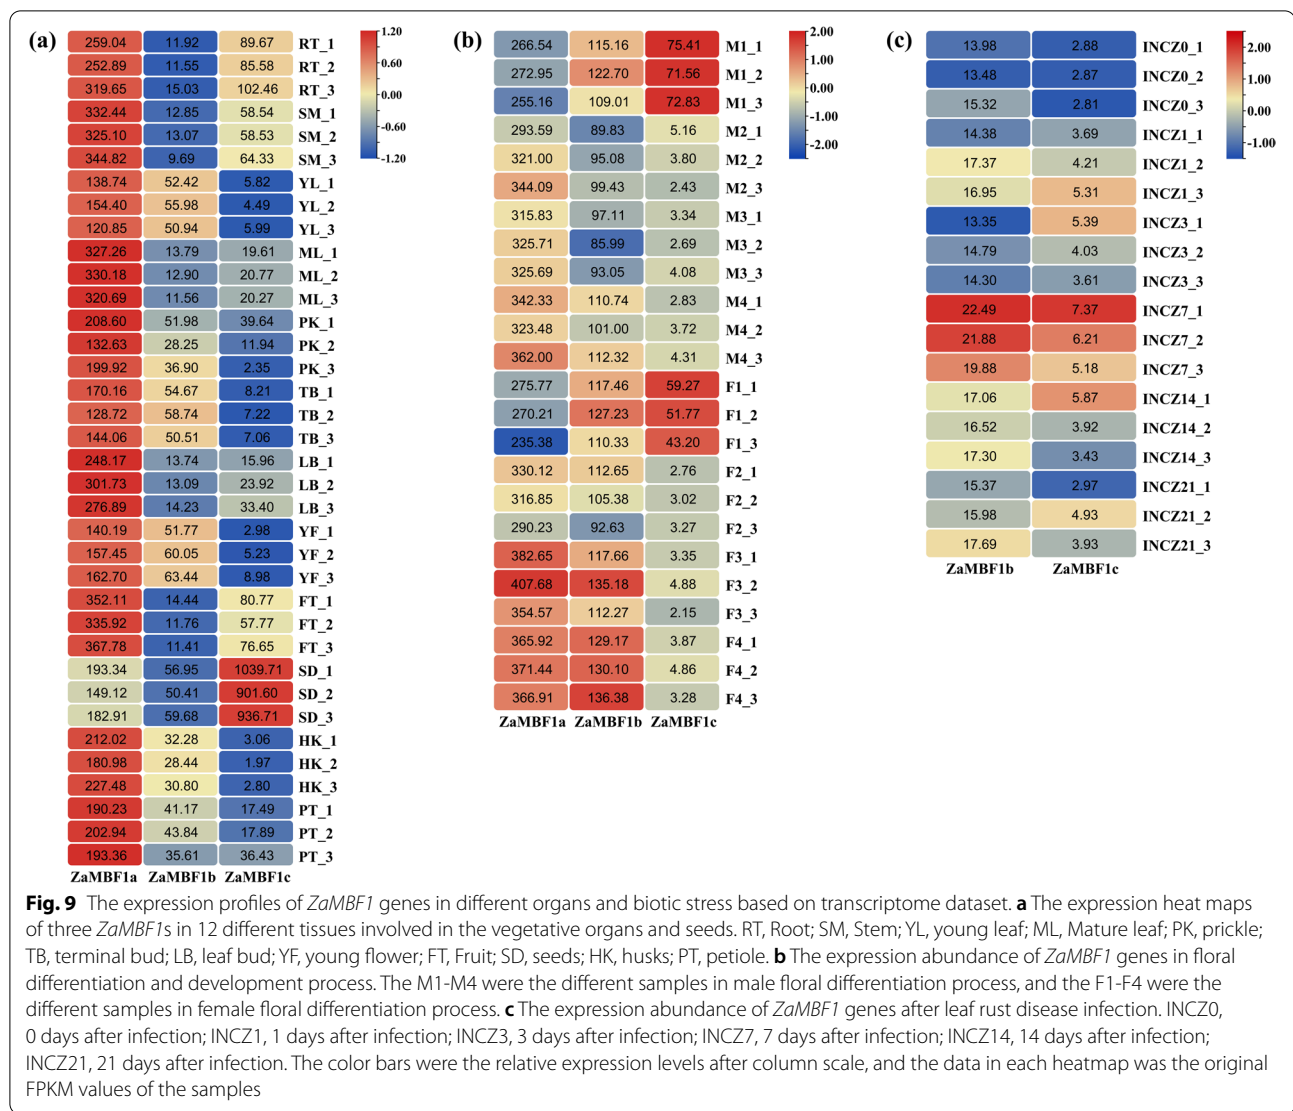 (a)
1.20
0.60
0.00
-0.60
-1.20
259.04 11.92 89.67 RT_1
252.89 11.55 85.58 RT_2
319.65 15.03 102.46 RT_3
332.44 12.85 58.54 SM_1
325.10 13.07 58.53 SM_2
344.82 9.69 64.33 SM_3
138.74 52.42 5.82 YL_1
154.40 55.98 4.49 YL_2
120.85 50.94 5.99 YL_3
327.26 13.79 19.61 ML_1
330.18 12.90 20.77 ML_2
320.69 11.56 20.27 ML_3
208.60 51.98 39.64 PK_1
132.63 28.25 11.94 PK_2
199.92 36.90 2.35 PK_3
170.16 54.67 8.21 TB_1
128.72 58.74 7.22 TB_2
144.06 50.51 7.06 TB_3
248.17 13.74 15.96 LB_1
301.73 13.09 23.92 LB_2
276.89 14.23 33.40 LB_3
140.19 51.77 2.98 YF_1
157.45 60.05 5.23 YF_2
162.70 63.44 8.98 YF_3
352.11 14.44 80.77 FT_1
335.92 11.76 57.77 FT_2
367.78 11.41 76.65 FT_3
193.34 56.95 1039.71 SD_1
149.12 50.41 901.60 SD_2
182.91 59.68 936.71 SD_3
212.02 32.28 3.06 HK_1
180.98 28.44 1.97 HK_2
227.48 30.80 2.80 HK_3
190.23 41.17 17.49 PT_1
202.94 43.84 17.89 PT_2
193.36 35.61 36.43 PT_3
ZaMBF1a ZaMBF1b ZaMBF1c
(b)
2.00
1.00
0.00
-1.00
-2.00
266.54 115.16 75.41 M1_1
272.95 122.70 71.56 M1_2
255.16 109.01 72.83 M1_3
293.59 89.83 5.16 M2_1
321.00 95.08 3.80 M2_2
344.09 99.43 2.43 M2_3
315.83 97.11 3.34 M3_1
325.71 85.99 2.69 M3_2
325.69 93.05 4.08 M3_3
342.33 110.74 2.83 M4_1
323.48 101.00 3.72 M4_2
362.00 112.32 4.31 M4_3
275.77 117.46 59.27 F1_1
270.21 127.23 51.77 F1_2
235.38 110.33 43.20 F1_3
330.12 112.65 2.76 F2_1
316.85 105.38 3.02 F2_2
290.23 92.63 3.27 F2_3
382.65 117.66 3.35 F3_1
407.68 135.18 4.88 F3_2
354.57 112.27 2.15 F3_3
365.92 129.17 3.87 F4_1
371.44 130.10 4.86 F4_2
366.91 136.38 3.28 F4_3
ZaMBF1a ZaMBF1b ZaMBF1c
(c)
2.00
1.00
0.00
-1.00
13.98 2.88 INCZ0_1
13.48 2.87 INCZ0_2
15.32 2.81 INCZ0_3
14.38 3.69 INCZ1_1
17.37 4.21 INCZ1_2
16.95 5.31 INCZ1_3
13.35 5.39 INCZ3_1
14.79 4.03 INCZ3_2
14.30 3.61 INCZ3_3
22.49 7.37 INCZ7_1
21.88 6.21 INCZ7_2
19.88 5.18 INCZ7_3
17.06 5.87 INCZ14_1
16.52 3.92 INCZ14_2
17.30 3.43 INCZ14_3
15.37 2.97 INCZ21_1
15.98 4.93 INCZ21_2
17.69 3.93 INCZ21_3
ZaMBF1b ZaMBF1c
Fig. 9 The expression profiles of ZaMBF1 genes in different organs and biotic stress based on transcriptome dataset. a The expression heat maps
of three ZaMBF1s in 12 different tissues involved in the vegetative organs and seeds. RT, Root; SM, Stem; YL, young leaf; ML, Mature leaf; PK, prickle;
TB, terminal bud; LB, leaf bud; YF, young flower; FT, Fruit; SD, seeds; HK, husks; PT, petiole. b The expression abundance of ZaMBF1 genes in floral
differentiation and development process. The M1-M4 were the different samples in male floral differentiation process, and the F1-F4 were the
different samples in female floral differentiation process. c The expression abundance of ZaMBF1 genes after leaf rust disease infection. INCZ0,
0 days after infection; INCZ1, 1 days after infection; INCZ3, 3 days after infection; INCZ7, 7 days after infection; INCZ14, 14 days after infection;
INCZ21, 21 days after infection. The color bars were the relative expression levels after column scale, and the data in each heatmap was the original
FPKM values of the samples